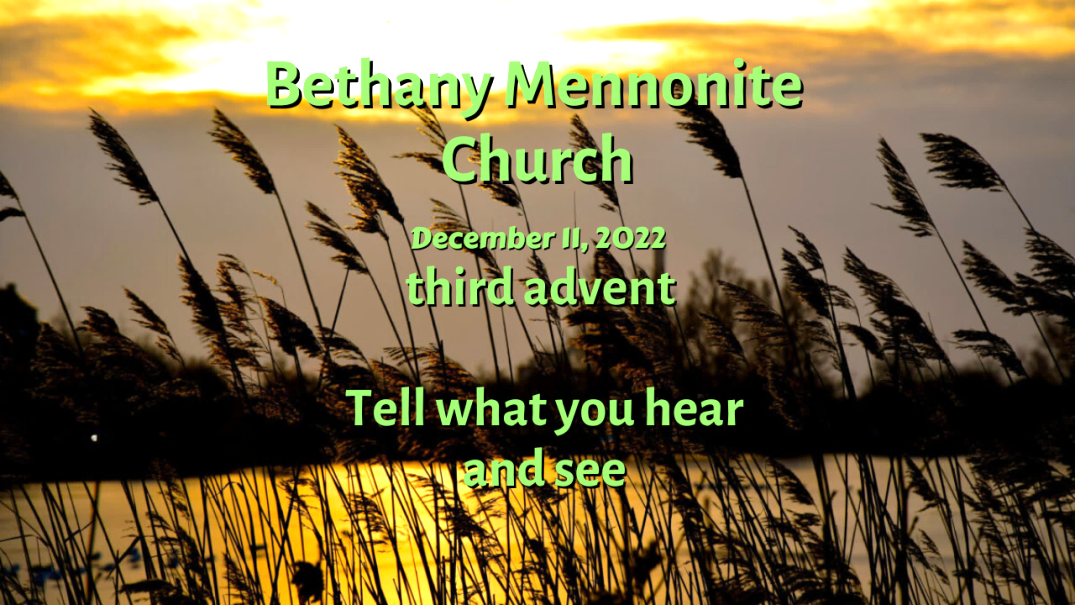 Bethany Mennonite
Church
December 11, 2022
third advent
Tell what you hear
and see